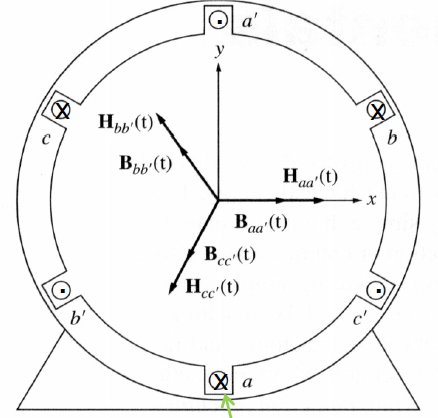 a′
y
c
b
H_bb′(t)
B_bb′(t)
H_aa′(t)
x
B_aa′(t)
B_cc′(t)
H_cc′(t)
b′
c′
X
X
X
a